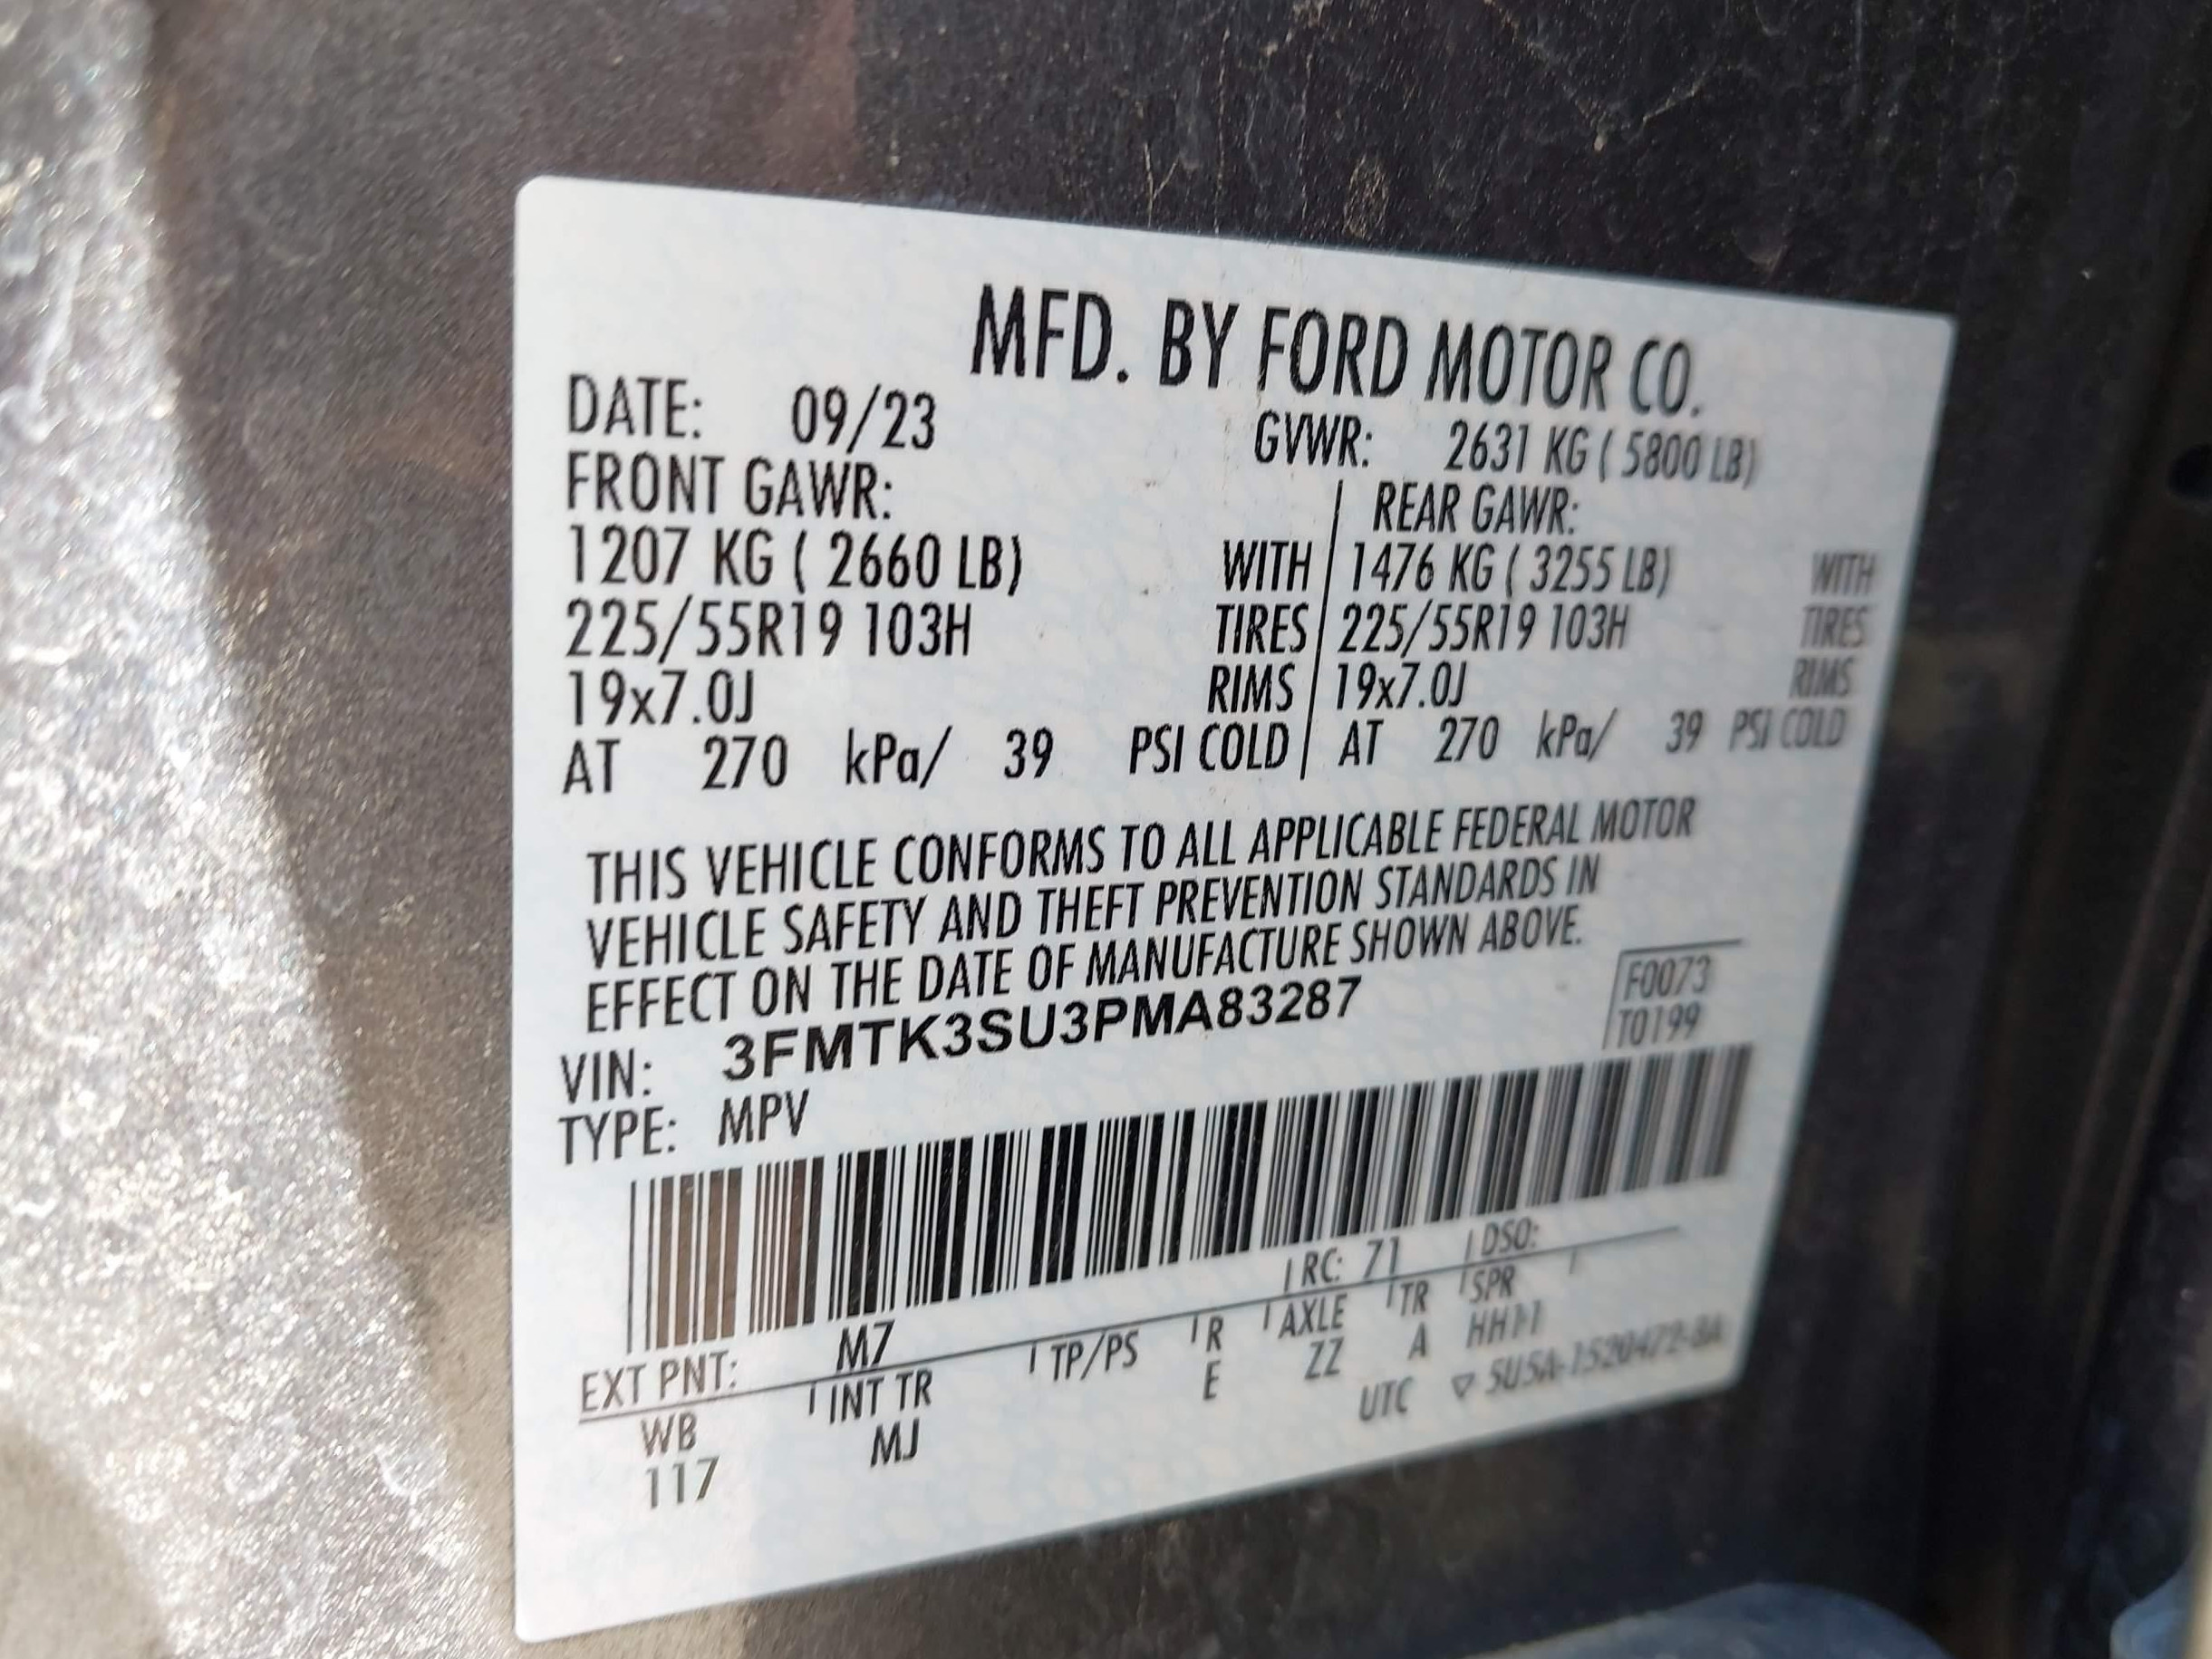 MFD. BY FORD MOTOR CO.
DATE: 09/23 GVWR: 2631 KG ( 5800 LB)
FRONT GAWR: REAR GAWR:
1207 KG ( 2660 LB) WITH 1476 KG ( 3255 LB) WITH
225/55R19 103H TIRES 225/55R19 103H TIRES
19x7.0J RIMS 19x7.0J RIMS
AT 270 kPa/ 39 PSI COLD AT 270 kPa/ 39 PSI COLD
THIS VEHICLE CONFORMS TO ALL APPLICABLE FEDERAL MOTOR
VEHICLE SAFETY AND THEFT PREVENTION STANDARDS IN
EFFECT ON THE DATE OF MANUFACTURE SHOWN ABOVE.
F0073
VIN: 3FMTK3SU3PMA83287 T0199
TYPE: MPV
EXT PNT: M7 RC: 71 DSO:
WB INT TR TP/PS R AXLE TR SPR
117 MJ E ZZ A
UTC